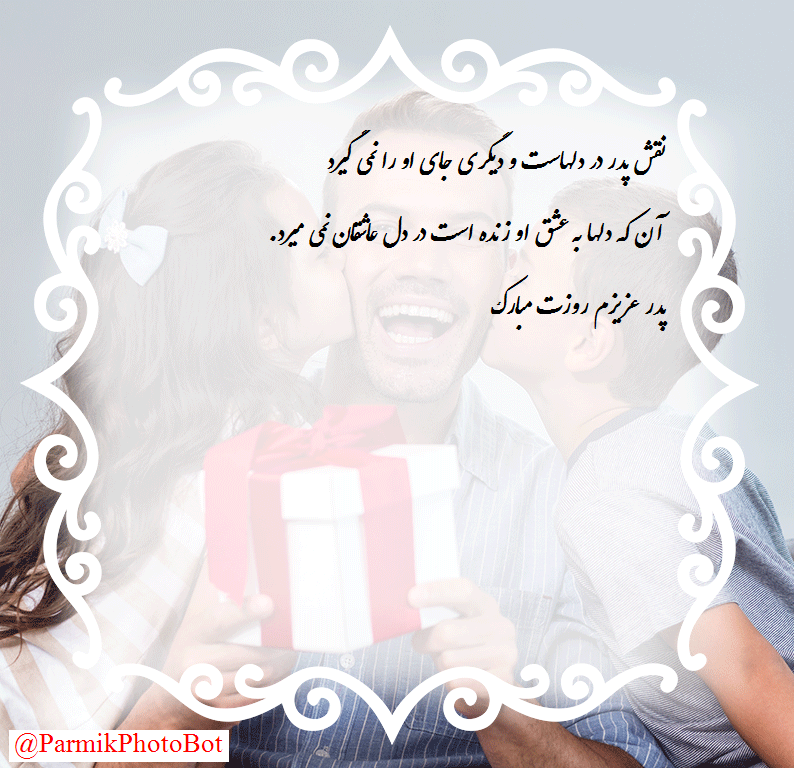 نقش پدر در دلهاست و دیگری جای او را نمی گیرد
آن که دلها به عشق او زنده است در دل عاشقان نمی میرد.
پدر عزیزم روزت مبارک
@ParmikPhotoBot